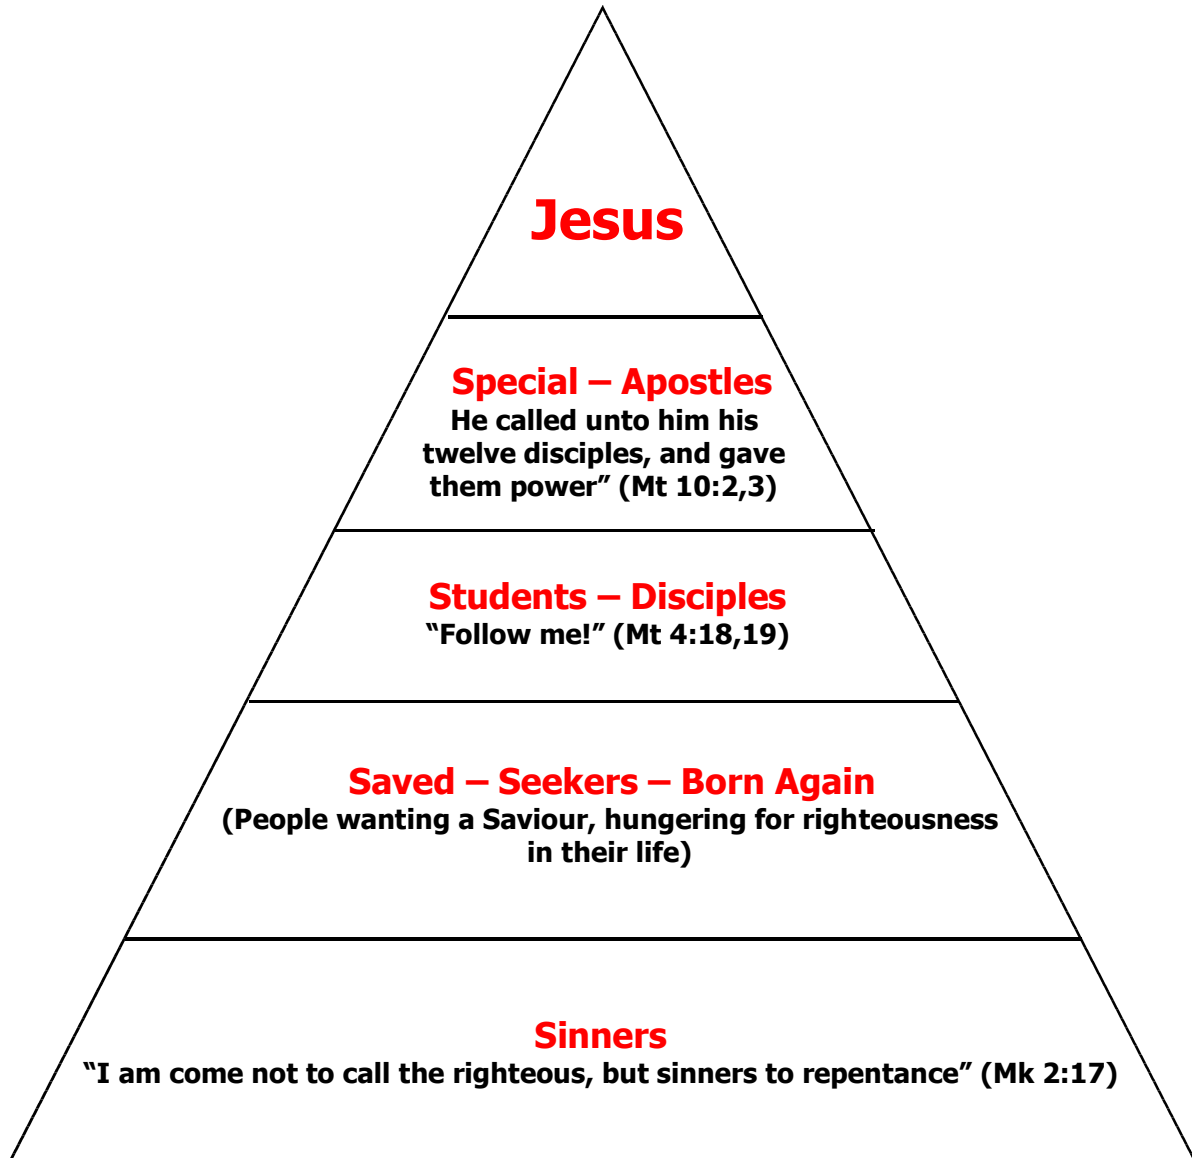 Jesus
Special – Apostles
He called unto him his
twelve disciples, and gave
them power” (Mt 10:2,3)
Students – Disciples
“Follow me!” (Mt 4:18,19)
Saved – Seekers – Born Again
(People wanting a Saviour, hungering for righteousness
in their life)
Sinners
“I am come not to call the righteous, but sinners to repentance” (Mk 2:17)